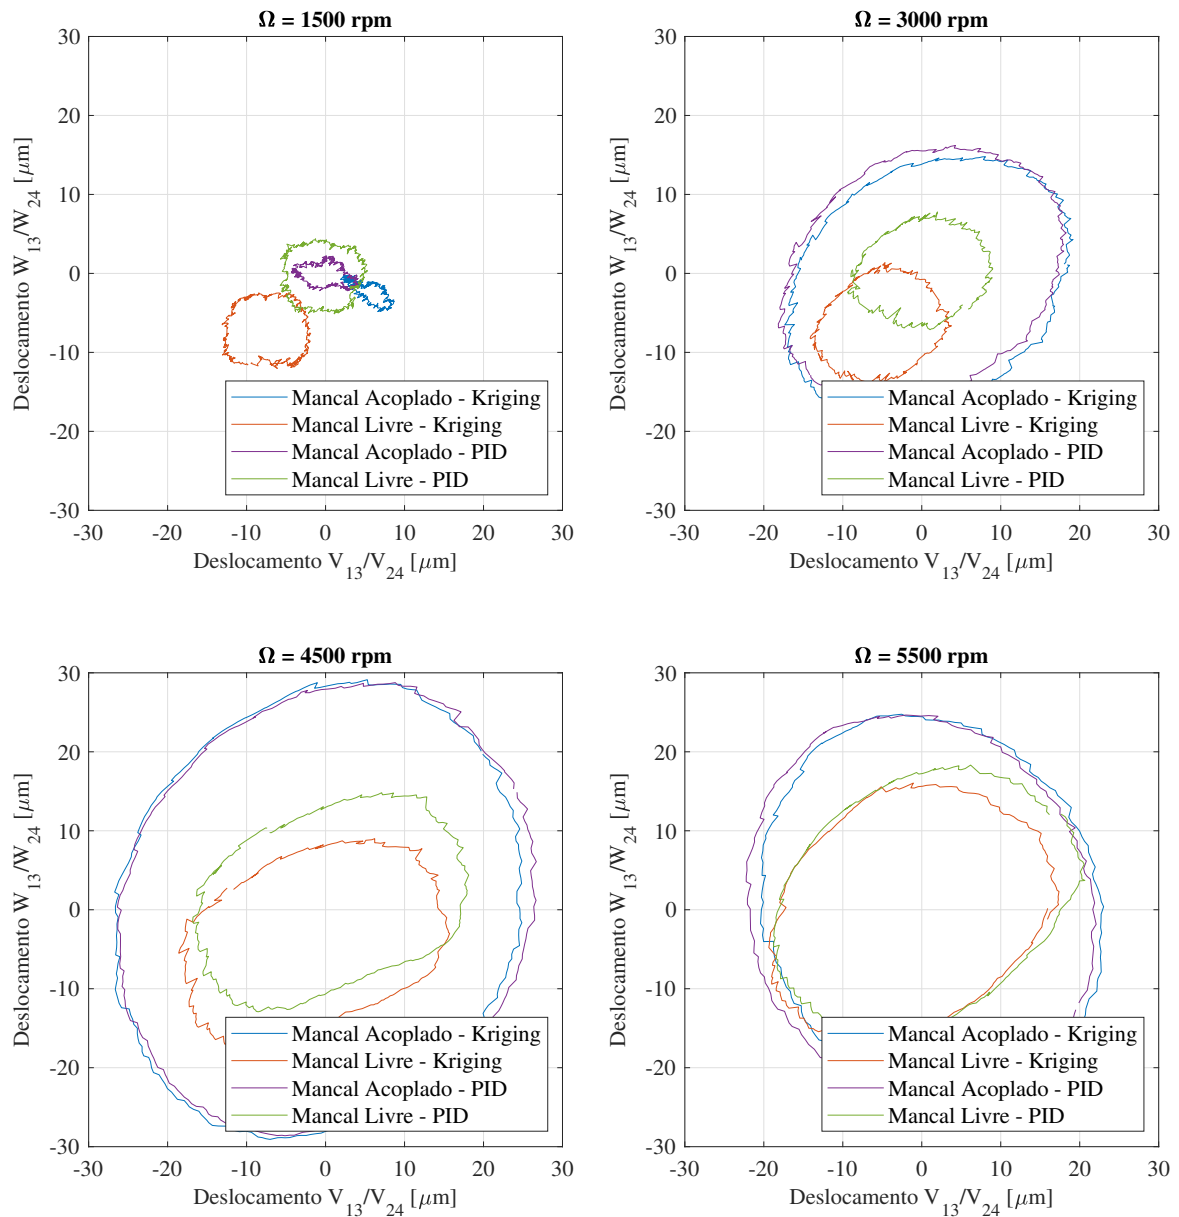 Ω = 1500 rpm
30
20
10
0
-10
-20
-30
-30 -20 -10 0 10 20 30
Deslocamento W13/W24 [μm]
Deslocamento V13/V24 [μm]
Mancal Acoplado - Kriging
Mancal Livre - Kriging
Mancal Acoplado - PID
Mancal Livre - PID
Ω = 3000 rpm
30
20
10
0
-10
-20
-30
-30 -20 -10 0 10 20 30
Deslocamento W13/W24 [μm]
Deslocamento V13/V24 [μm]
Mancal Acoplado - Kriging
Mancal Livre - Kriging
Mancal Acoplado - PID
Mancal Livre - PID
Ω = 4500 rpm
30
20
10
0
-10
-20
-30
-30 -20 -10 0 10 20 30
Deslocamento W13/W24 [μm]
Deslocamento V13/V24 [μm]
Mancal Acoplado - Kriging
Mancal Livre - Kriging
Mancal Acoplado - PID
Mancal Livre - PID
Ω = 5500 rpm
30
20
10
0
-10
-20
-30
-30 -20 -10 0 10 20 30
Deslocamento W13/W24 [μm]
Deslocamento V13/V24 [μm]
Mancal Acoplado - Kriging
Mancal Livre - Kriging
Mancal Acoplado - PID
Mancal Livre - PID